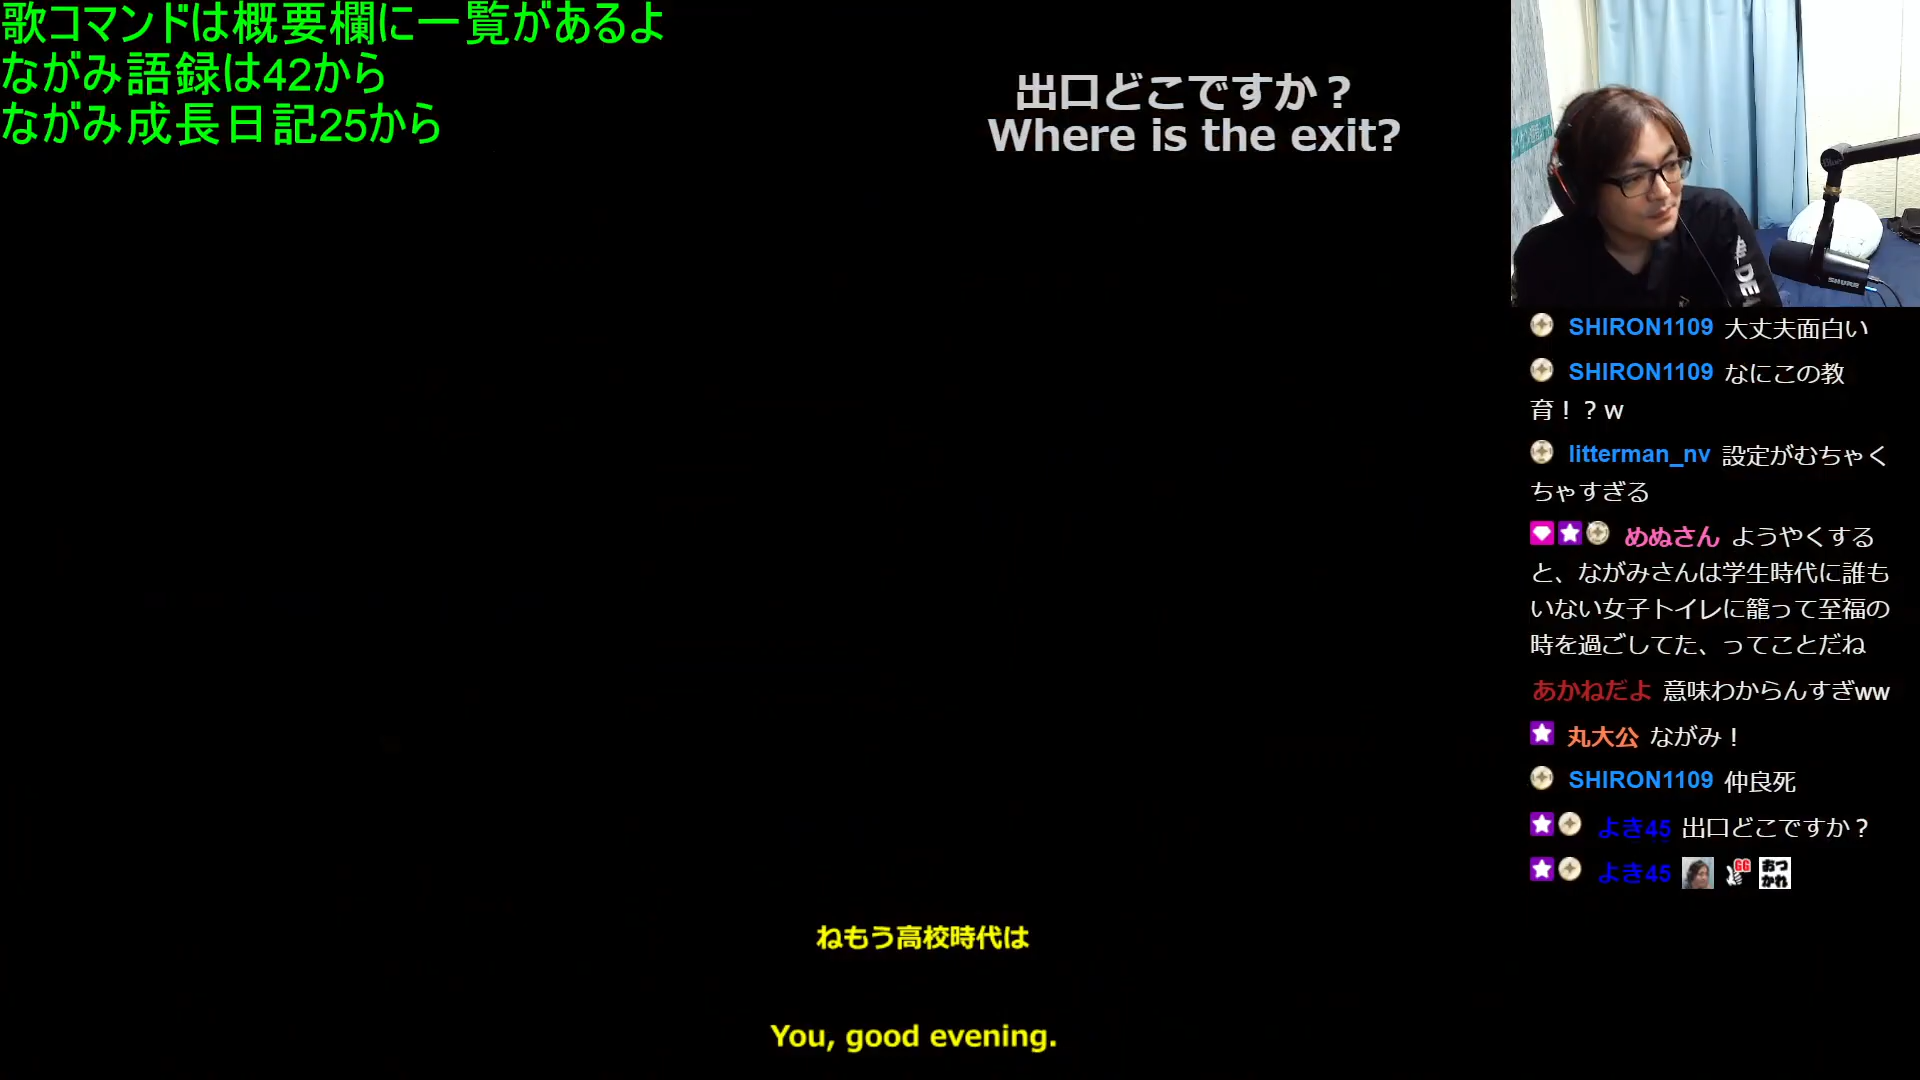 歌コマンドは概要欄に一覧があるよ
ながみ語録は42から
ながみ成長日記25から
出口どこですか？
Where is the exit?
SHURE
SHIRON1109 大丈夫面白い
SHIRON1109 なにこの教
育！？w
litterman_nv 設定がむちゃく
ちゃすぎる
めぬさん ようやくする
と、ながみさんは学生時代に誰も
いない女子トイレに籠って至福の
時を過ごしてた、ってことだね
あかねだよ 意味わからんすぎww
丸大公 ながみ！
SHIRON1109 仲良死
よき45 出口どこですか？
よき45 GG おつかれ
ねもう高校時代は
You, good evening.